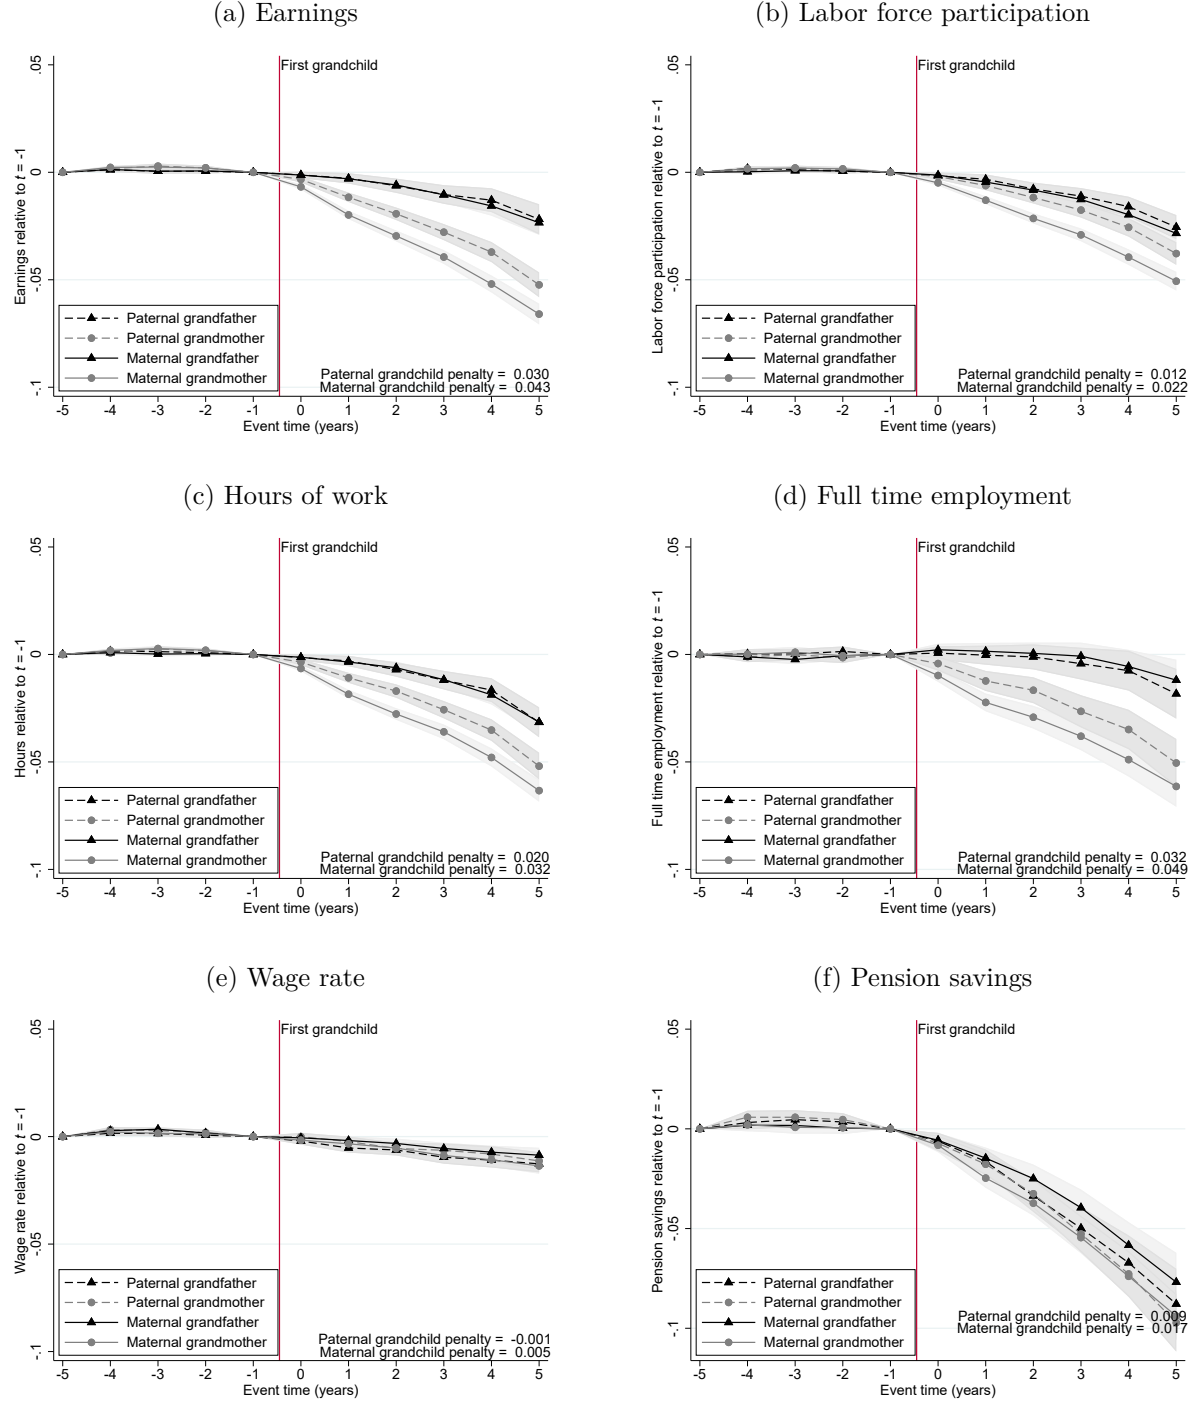 (a) Earnings
.05
0
-.05
-.1
Earnings relative to t = -1
First grandchild
Paternal grandfather
Paternal grandmother
Maternal grandfather
Maternal grandmother
Paternal grandchild penalty = 0.030
Maternal grandchild penalty = 0.043
-5 -4 -3 -2 -1 0 1 2 3 4 5
Event time (years)
(b) Labor force participation
.05
0
-.05
-.1
Labor force participation relative to t = -1
First grandchild
Paternal grandfather
Paternal grandmother
Maternal grandfather
Maternal grandmother
Paternal grandchild penalty = 0.012
Maternal grandchild penalty = 0.022
-5 -4 -3 -2 -1 0 1 2 3 4 5
Event time (years)
(c) Hours of work
.05
0
-.05
-.1
Hours relative to t = -1
First grandchild
Paternal grandfather
Paternal grandmother
Maternal grandfather
Maternal grandmother
Paternal grandchild penalty = 0.020
Maternal grandchild penalty = 0.032
-5 -4 -3 -2 -1 0 1 2 3 4 5
Event time (years)
(d) Full time employment
.05
0
-.05
-.1
Full time employment relative to t = -1
First grandchild
Paternal grandfather
Paternal grandmother
Maternal grandfather
Maternal grandmother
Paternal grandchild penalty = 0.032
Maternal grandchild penalty = 0.049
-5 -4 -3 -2 -1 0 1 2 3 4 5
Event time (years)
(e) Wage rate
.05
0
-.05
-.1
Wage rate relative to t = -1
First grandchild
Paternal grandfather
Paternal grandmother
Maternal grandfather
Maternal grandmother
Paternal grandchild penalty = -0.001
Maternal grandchild penalty = 0.005
-5 -4 -3 -2 -1 0 1 2 3 4 5
Event time (years)
(f) Pension savings
.05
0
-.05
-.1
Pension savings relative to t = -1
First grandchild
Paternal grandfather
Paternal grandmother
Maternal grandfather
Maternal grandmother
Paternal grandchild penalty = 0.009
Maternal grandchild penalty = 0.017
-5 -4 -3 -2 -1 0 1 2 3 4 5
Event time (years)